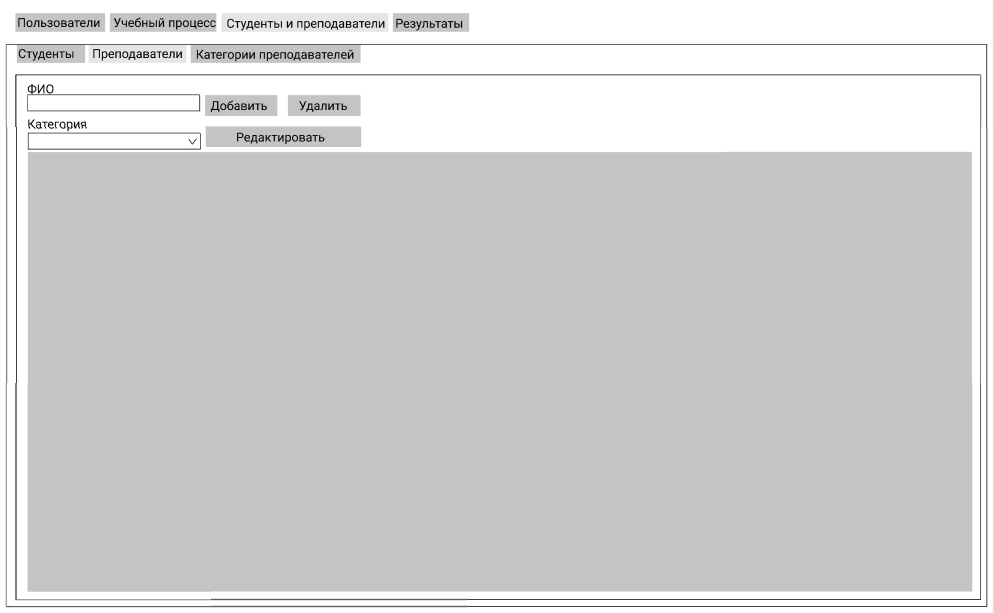 Пользователи Учебный процесс Студенты и преподаватели Результаты
Студенты Преподаватели Категории преподавателей
ФИО
Добавить Удалить
Категория
Редактировать